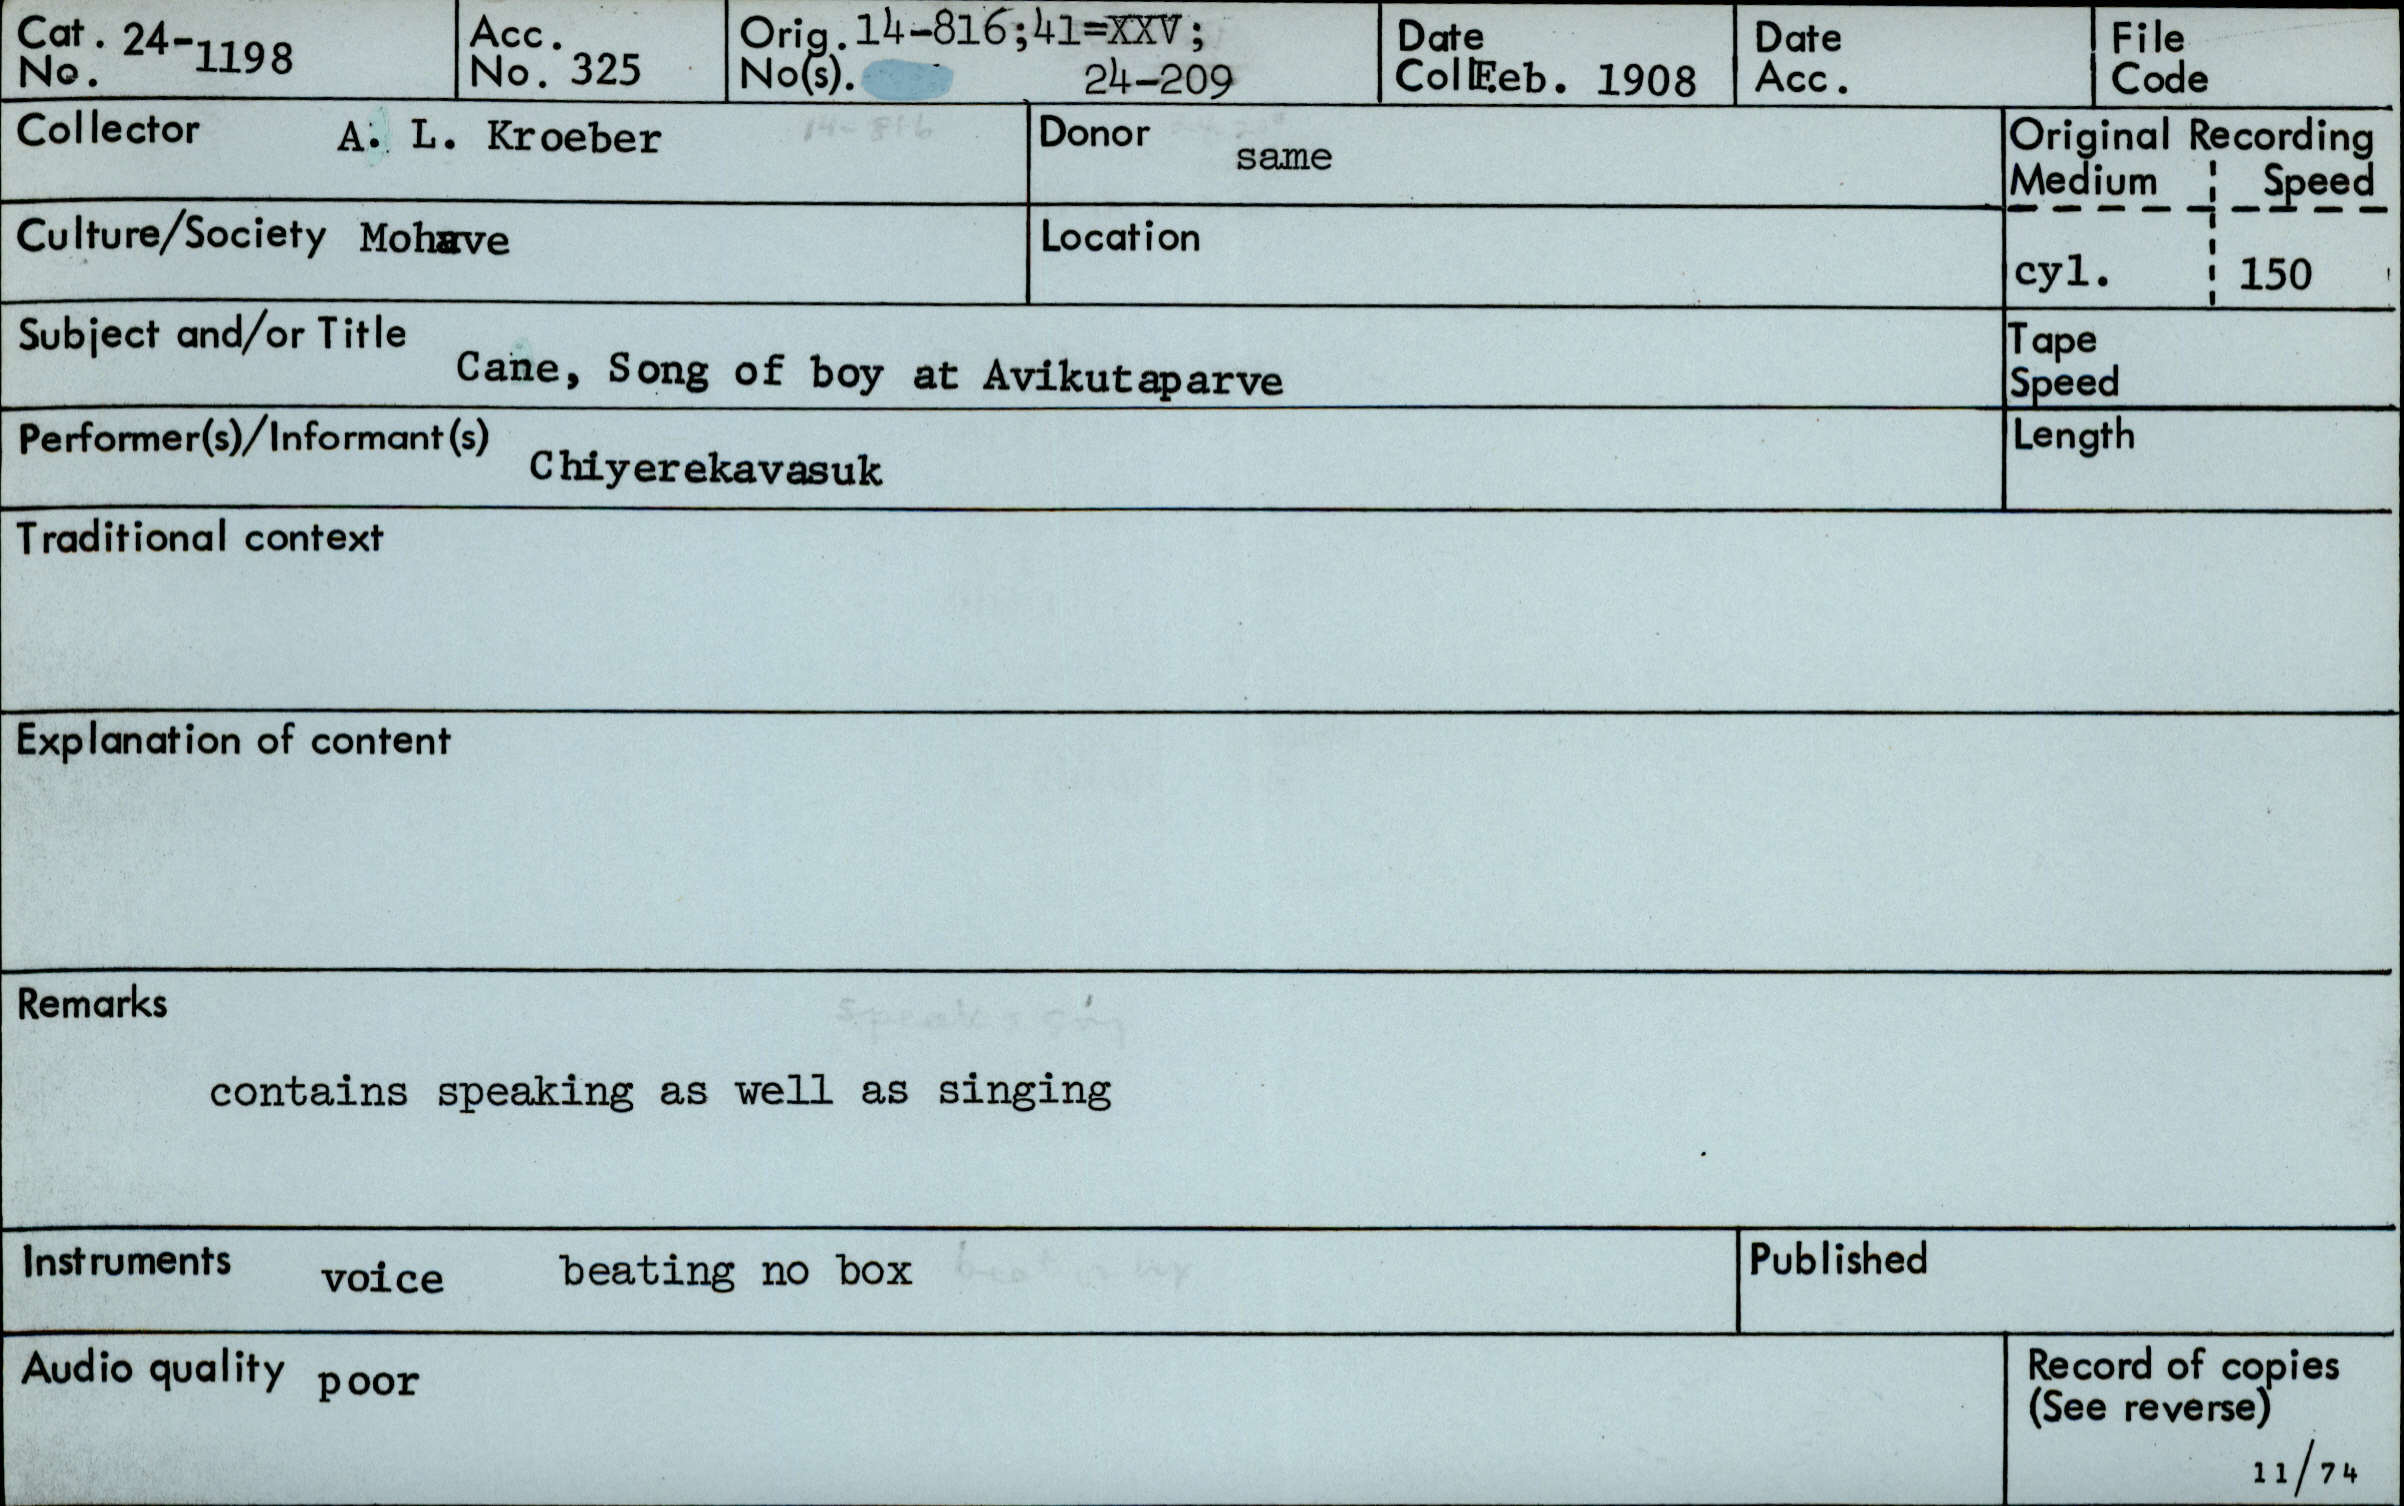 Cat. No. 24-1198
Acc. No. 325
Orig. No(s). 14-816;41=XXV;
24-209
Date Coll. Feb. 1908
Date Acc.
File Code
Collector A. L. Kroeber
Donor same
Original Recording
Medium Speed
cyl. 150
Culture/Society Mohave
Location
Subject and/or Title Cane, Song of boy at Avikutaparve
Tape Speed
Performer(s)/Informant(s) Chiyerekavasuk
Length
Traditional context
Explanation of content
Remarks
contains speaking as well as singing
Instruments voice beating no box
Published
Audio quality poor
Record of copies
(See reverse)
11/74